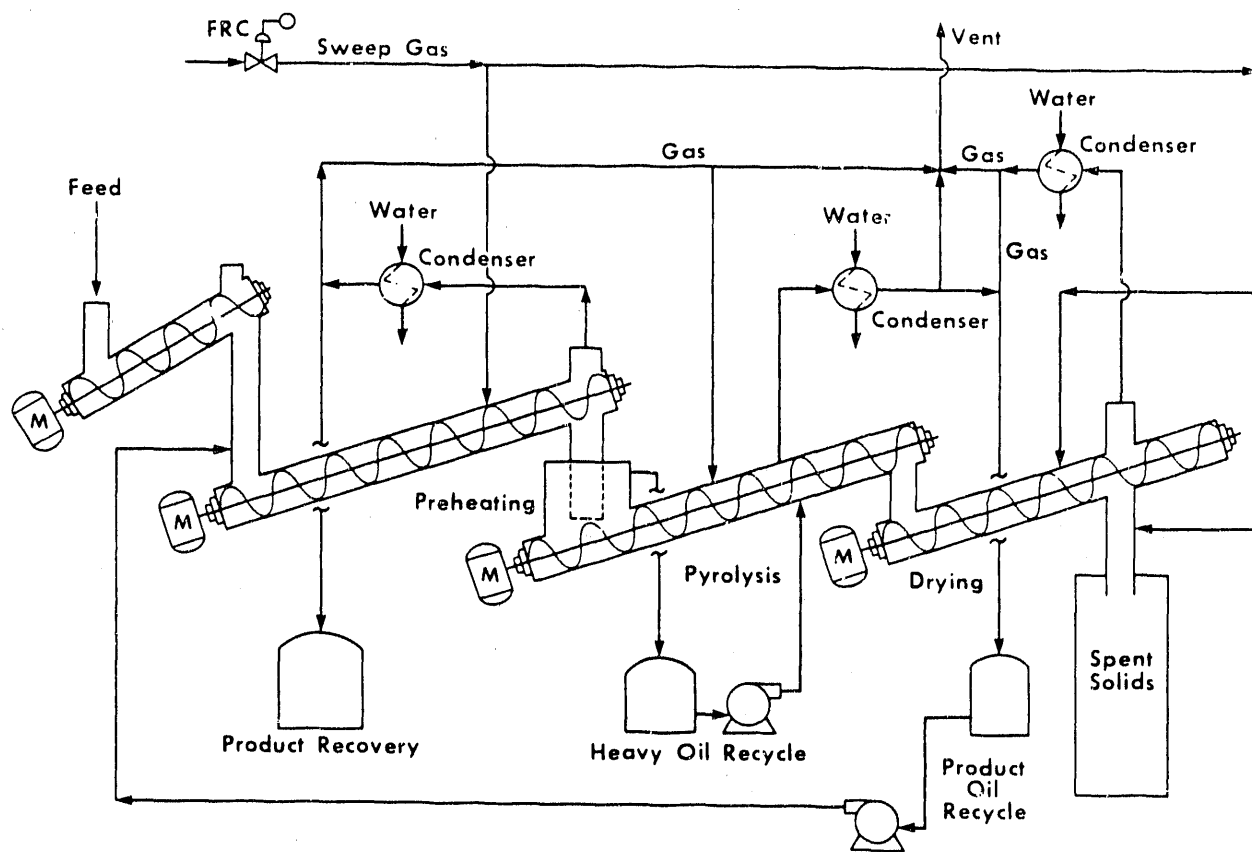 FRC
Sweep Gas
Vent
Water
Condenser
Gas
Gas
Feed
Water
Condenser
Water
Condenser
Gas
M
M
Preheating
M
Pyrolysis
M
Drying
Spent
Solids
Product Recovery
Heavy Oil Recycle
Product
Oil
Recycle